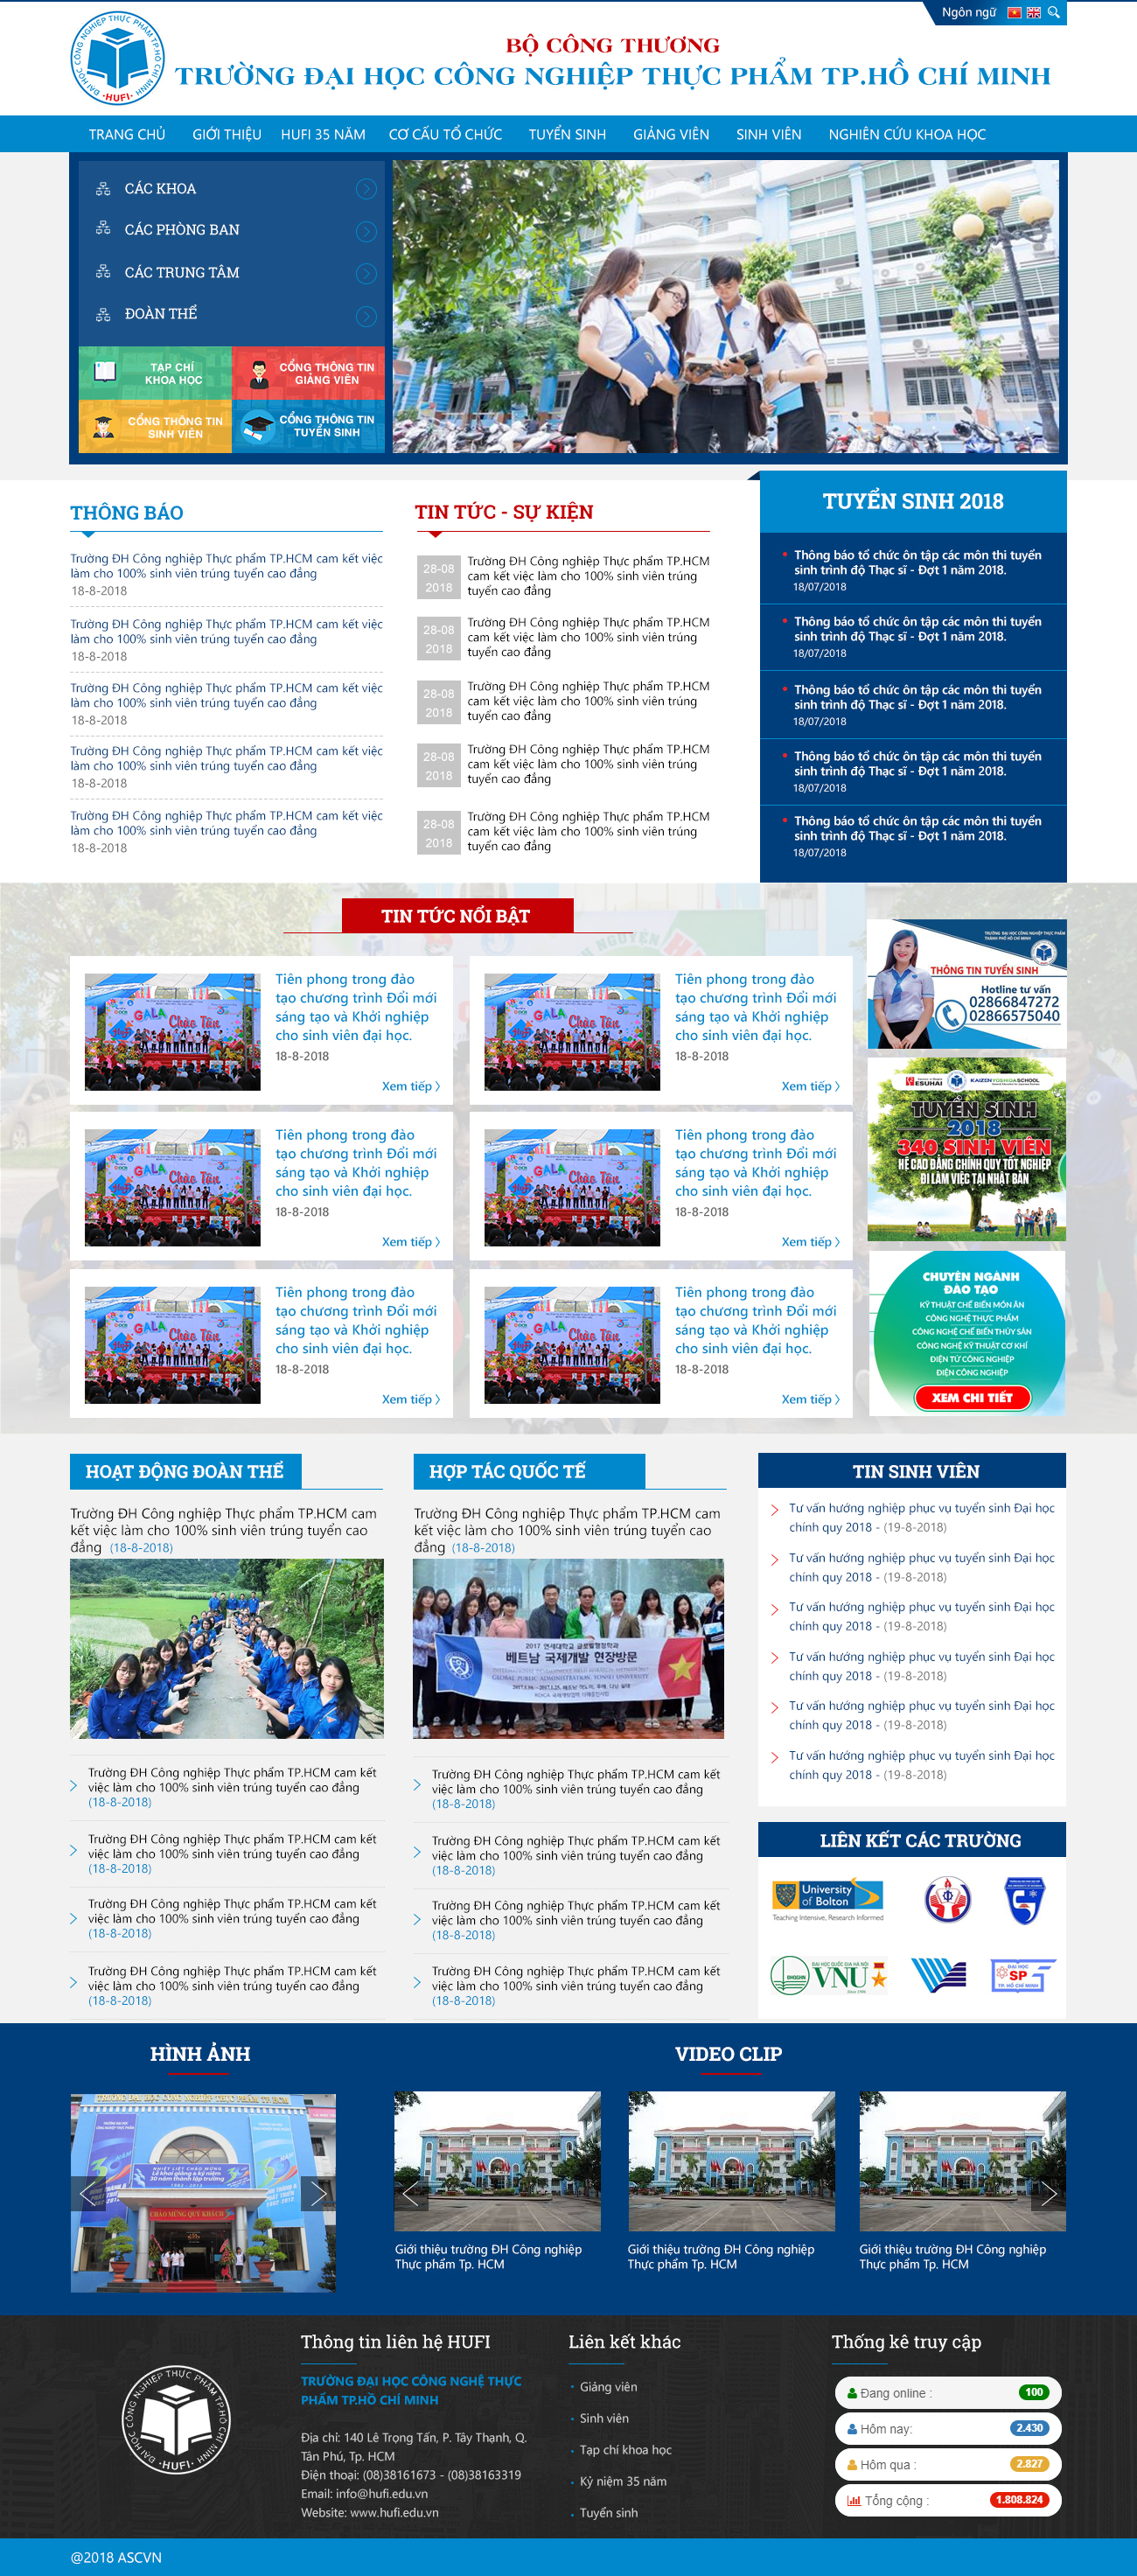 Ngôn ngữ
BỘ CÔNG THƯƠNG
TRƯỜNG ĐẠI HỌC CÔNG NGHIỆP THỰC PHẨM TP.HỒ CHÍ MINH
TRANG CHỦ GIỚI THIỆU HUFI 35 NĂM CƠ CẤU TỔ CHỨC TUYỂN SINH GIẢNG VIÊN SINH VIÊN NGHIÊN CỨU KHOA HỌC
CÁC KHOA
CÁC PHÒNG BAN
CÁC TRUNG TÂM
ĐOÀN THỂ
TẠP CHÍ
KHOA HỌC
CỔNG THÔNG TIN
GIẢNG VIÊN
CỔNG THÔNG TIN
SINH VIÊN
CỔNG THÔNG TIN
TUYỂN SINH
THÔNG BÁO
Trường ĐH Công nghiệp Thực phẩm TP.HCM cam kết việc
làm cho 100% sinh viên trúng tuyển cao đẳng
18-8-2018
Trường ĐH Công nghiệp Thực phẩm TP.HCM cam kết việc
làm cho 100% sinh viên trúng tuyển cao đẳng
18-8-2018
Trường ĐH Công nghiệp Thực phẩm TP.HCM cam kết việc
làm cho 100% sinh viên trúng tuyển cao đẳng
18-8-2018
Trường ĐH Công nghiệp Thực phẩm TP.HCM cam kết việc
làm cho 100% sinh viên trúng tuyển cao đẳng
18-8-2018
Trường ĐH Công nghiệp Thực phẩm TP.HCM cam kết việc
làm cho 100% sinh viên trúng tuyển cao đẳng
18-8-2018
TIN TỨC - SỰ KIỆN
28-08
2018
Trường ĐH Công nghiệp Thực phẩm TP.HCM
cam kết việc làm cho 100% sinh viên trúng
tuyển cao đẳng
28-08
2018
Trường ĐH Công nghiệp Thực phẩm TP.HCM
cam kết việc làm cho 100% sinh viên trúng
tuyển cao đẳng
28-08
2018
Trường ĐH Công nghiệp Thực phẩm TP.HCM
cam kết việc làm cho 100% sinh viên trúng
tuyển cao đẳng
28-08
2018
Trường ĐH Công nghiệp Thực phẩm TP.HCM
cam kết việc làm cho 100% sinh viên trúng
tuyển cao đẳng
28-08
2018
Trường ĐH Công nghiệp Thực phẩm TP.HCM
cam kết việc làm cho 100% sinh viên trúng
tuyển cao đẳng
TUYỂN SINH 2018
Thông báo tổ chức ôn tập các môn thi tuyển
sinh trình độ Thạc sĩ - Đợt 1 năm 2018.
18/07/2018
Thông báo tổ chức ôn tập các môn thi tuyển
sinh trình độ Thạc sĩ - Đợt 1 năm 2018.
18/07/2018
Thông báo tổ chức ôn tập các môn thi tuyển
sinh trình độ Thạc sĩ - Đợt 1 năm 2018.
18/07/2018
Thông báo tổ chức ôn tập các môn thi tuyển
sinh trình độ Thạc sĩ - Đợt 1 năm 2018.
18/07/2018
Thông báo tổ chức ôn tập các môn thi tuyển
sinh trình độ Thạc sĩ - Đợt 1 năm 2018.
18/07/2018
TIN TỨC NỔI BẬT
Tiên phong trong đào
tạo chương trình Đổi mới
sáng tạo và Khởi nghiệp
cho sinh viên đại học.
18-8-2018
Xem tiếp
Tiên phong trong đào
tạo chương trình Đổi mới
sáng tạo và Khởi nghiệp
cho sinh viên đại học.
18-8-2018
Xem tiếp
Tiên phong trong đào
tạo chương trình Đổi mới
sáng tạo và Khởi nghiệp
cho sinh viên đại học.
18-8-2018
Xem tiếp
Tiên phong trong đào
tạo chương trình Đổi mới
sáng tạo và Khởi nghiệp
cho sinh viên đại học.
18-8-2018
Xem tiếp
Tiên phong trong đào
tạo chương trình Đổi mới
sáng tạo và Khởi nghiệp
cho sinh viên đại học.
18-8-2018
Xem tiếp
Tiên phong trong đào
tạo chương trình Đổi mới
sáng tạo và Khởi nghiệp
cho sinh viên đại học.
18-8-2018
Xem tiếp
TRƯỜNG ĐẠI HỌC CÔNG NGHIỆP THỰC PHẨM
THÀNH PHỐ HỒ CHÍ MINH
THÔNG TIN TUYỂN SINH
Hotline tư vấn
02866847272
02866575040
ESUHAI KAIZEN YOSHIDA SCHOOL
TUYỂN SINH
2018
340 SINH VIÊN
HỆ CAO ĐẲNG CHÍNH QUY TỐT NGHIỆP
ĐI LÀM VIỆC TẠI NHẬT BẢN
CHUYÊN NGÀNH
ĐÀO TẠO
KỸ THUẬT CHẾ BIẾN MÓN ĂN
CÔNG NGHỆ THỰC PHẨM
CÔNG NGHỆ CHẾ BIẾN THỦY SẢN
CÔNG NGHỆ KỸ THUẬT CƠ KHÍ
ĐIỆN TỬ CÔNG NGHIỆP
ĐIỆN CÔNG NGHIỆP
XEM CHI TIẾT
HOẠT ĐỘNG ĐOÀN THỂ
Trường ĐH Công nghiệp Thực phẩm TP.HCM cam
kết việc làm cho 100% sinh viên trúng tuyển cao
đẳng (18-8-2018)
Trường ĐH Công nghiệp Thực phẩm TP.HCM cam kết
việc làm cho 100% sinh viên trúng tuyển cao đẳng
(18-8-2018)
Trường ĐH Công nghiệp Thực phẩm TP.HCM cam kết
việc làm cho 100% sinh viên trúng tuyển cao đẳng
(18-8-2018)
Trường ĐH Công nghiệp Thực phẩm TP.HCM cam kết
việc làm cho 100% sinh viên trúng tuyển cao đẳng
(18-8-2018)
Trường ĐH Công nghiệp Thực phẩm TP.HCM cam kết
việc làm cho 100% sinh viên trúng tuyển cao đẳng
(18-8-2018)
HỢP TÁC QUỐC TẾ
Trường ĐH Công nghiệp Thực phẩm TP.HCM cam
kết việc làm cho 100% sinh viên trúng tuyển cao
đẳng (18-8-2018)
2017 연세대학교 글로벌행정학과
베트남 국제개발 현장방문
Trường ĐH Công nghiệp Thực phẩm TP.HCM cam kết
việc làm cho 100% sinh viên trúng tuyển cao đẳng
(18-8-2018)
Trường ĐH Công nghiệp Thực phẩm TP.HCM cam kết
việc làm cho 100% sinh viên trúng tuyển cao đẳng
(18-8-2018)
Trường ĐH Công nghiệp Thực phẩm TP.HCM cam kết
việc làm cho 100% sinh viên trúng tuyển cao đẳng
(18-8-2018)
Trường ĐH Công nghiệp Thực phẩm TP.HCM cam kết
việc làm cho 100% sinh viên trúng tuyển cao đẳng
(18-8-2018)
TIN SINH VIÊN
Tư vấn hướng nghiệp phục vụ tuyển sinh Đại học
chính quy 2018 - (19-8-2018)
Tư vấn hướng nghiệp phục vụ tuyển sinh Đại học
chính quy 2018 - (19-8-2018)
Tư vấn hướng nghiệp phục vụ tuyển sinh Đại học
chính quy 2018 - (19-8-2018)
Tư vấn hướng nghiệp phục vụ tuyển sinh Đại học
chính quy 2018 - (19-8-2018)
Tư vấn hướng nghiệp phục vụ tuyển sinh Đại học
chính quy 2018 - (19-8-2018)
Tư vấn hướng nghiệp phục vụ tuyển sinh Đại học
chính quy 2018 - (19-8-2018)
LIÊN KẾT CÁC TRƯỜNG
University
of Bolton
Teaching Intensive, Research Informed
ĐẠI HỌC QUỐC GIA HÀ NỘI
VNU
Since 1906
ĐẠI HỌC
SP
TP. HỒ CHÍ MINH
HÌNH ẢNH
VIDEO CLIP
Giới thiệu trường ĐH Công nghiệp
Thực phẩm Tp. HCM
Giới thiệu trường ĐH Công nghiệp
Thực phẩm Tp. HCM
Giới thiệu trường ĐH Công nghiệp
Thực phẩm Tp. HCM
Thông tin liên hệ HUFI
TRƯỜNG ĐẠI HỌC CÔNG NGHỆ THỰC
PHẨM TP.HỒ CHÍ MINH
Địa chỉ: 140 Lê Trọng Tấn, P. Tây Thạnh, Q.
Tân Phú, Tp. HCM
Điện thoại: (08)38161673 - (08)38163319
Email: info@hufi.edu.vn
Website: www.hufi.edu.vn
Liên kết khác
Giảng viên
Sinh viên
Tạp chí khoa học
Kỷ niệm 35 năm
Tuyển sinh
Thống kê truy cập
Đang online : 100
Hôm nay: 2.430
Hôm qua : 2.827
Tổng cộng : 1.808.824
@2018 ASCVN